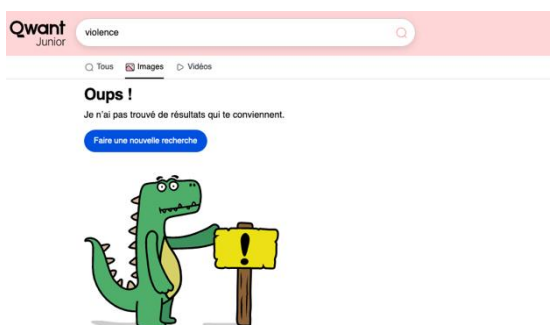 Qwant
Junior
violence
Tous Images Vidéos
Oups !
Je n'ai pas trouvé de résultats qui te conviennent.
Faire une nouvelle recherche
!